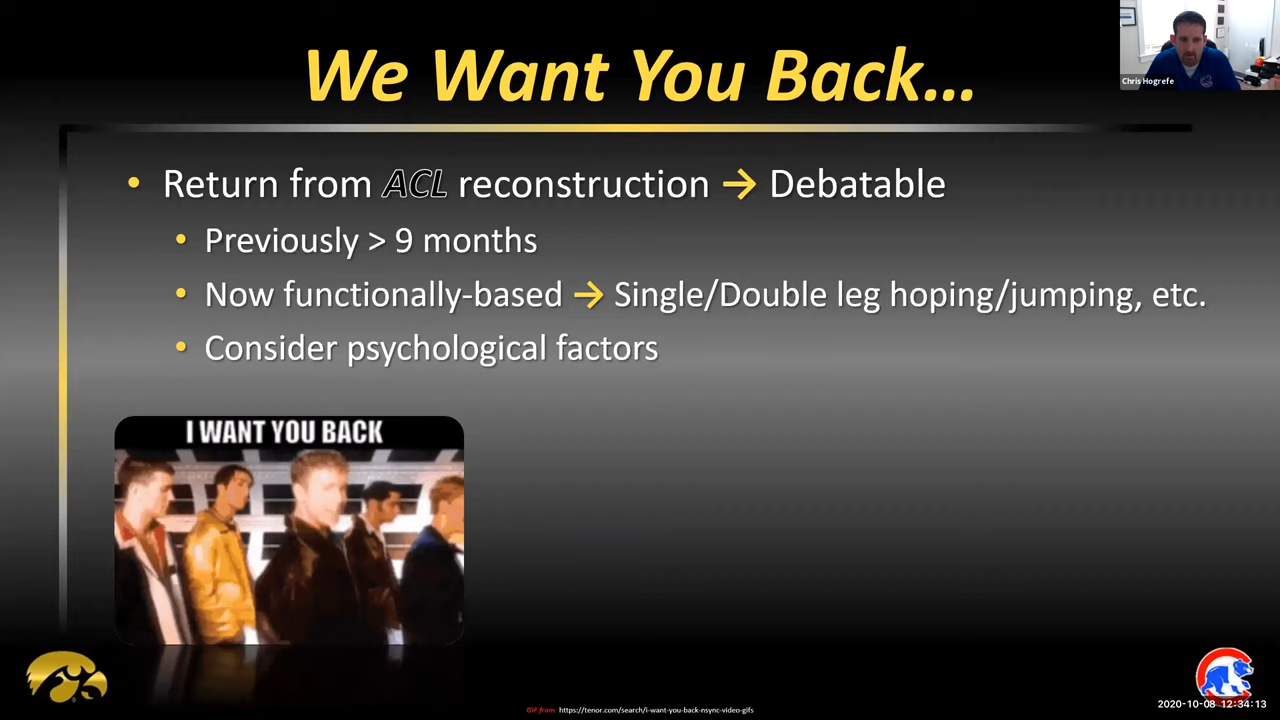 We Want You Back...
Chris Hogrefe
• Return from ACL reconstruction → Debatable
• Previously > 9 months
• Now functionally-based → Single/Double leg hoping/jumping, etc.
• Consider psychological factors
I WANT YOU BACK
2020-10-08 12:34:13
GIF from: https://tenor.com/search/i-want-you-back-nsync-video-gifs